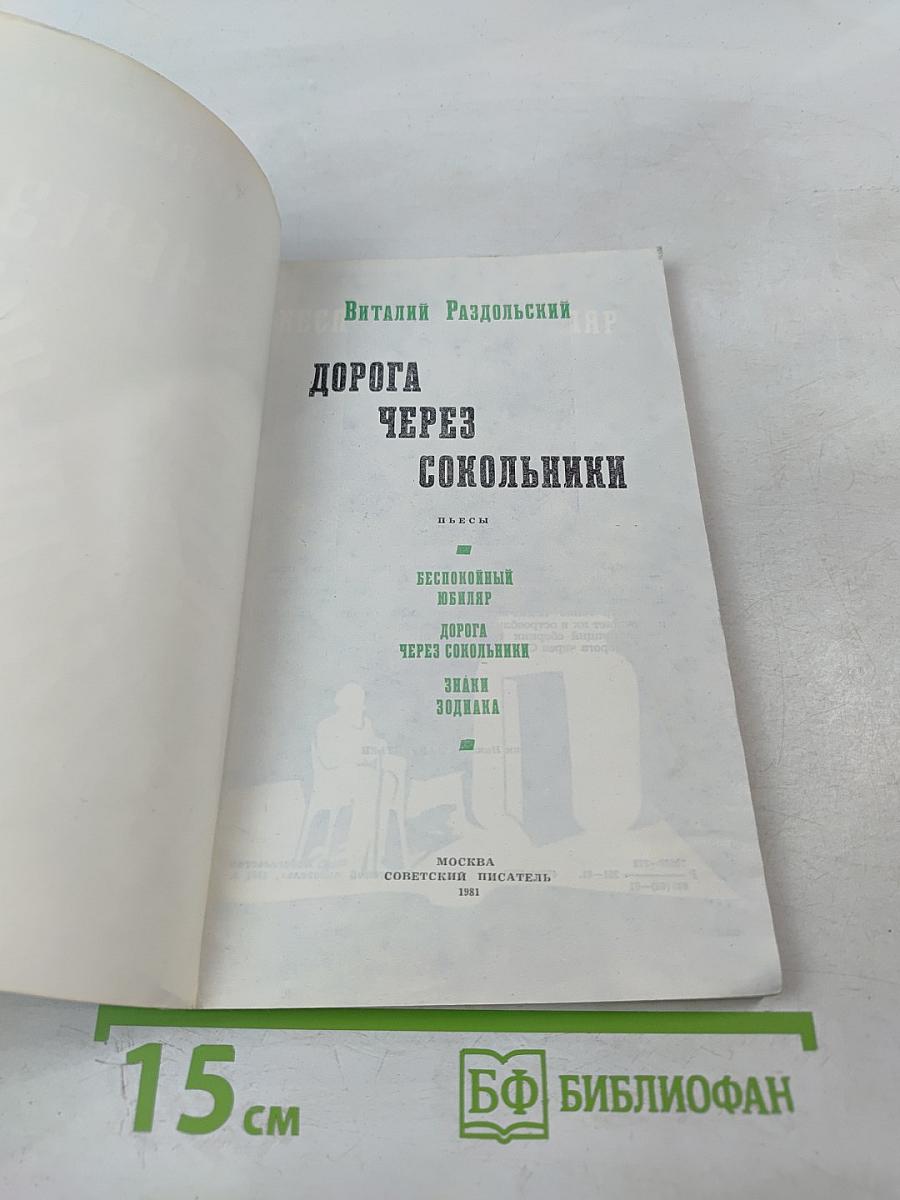 Виталий Раздольский
ДОРОГА
ЧЕРЕЗ
СОКОЛЬНИКИ
ПЬЕСЫ
БЕСПОКОЙНЫЙ
ЮБИЛЯР
ДОРОГА
ЧЕРЕЗ СОКОЛЬНИКИ
ЗНАКИ
ЗОДИАКА
МОСКВА
СОВЕТСКИЙ ПИСАТЕЛЬ
1981
15 см
БФ БИБЛИОФАН